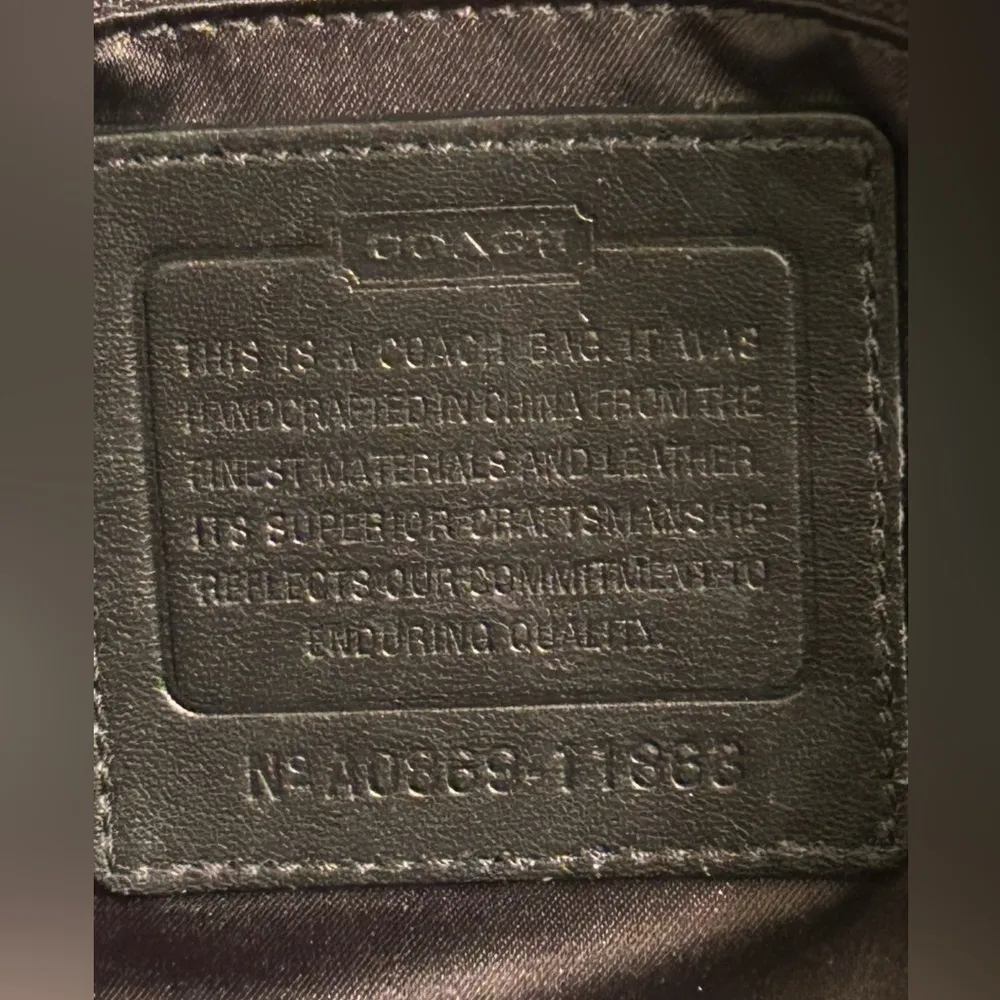 COACH
THIS IS A COACH BAG. IT WAS
HANDCRAFTED IN CHINA FROM THE
FINEST MATERIALS AND LEATHER.
ITS SUPERIOR CRAFTSMANSHIP
REFLECTS OUR COMMITMENT TO
ENDURING QUALITY.
Nº A0869-11863